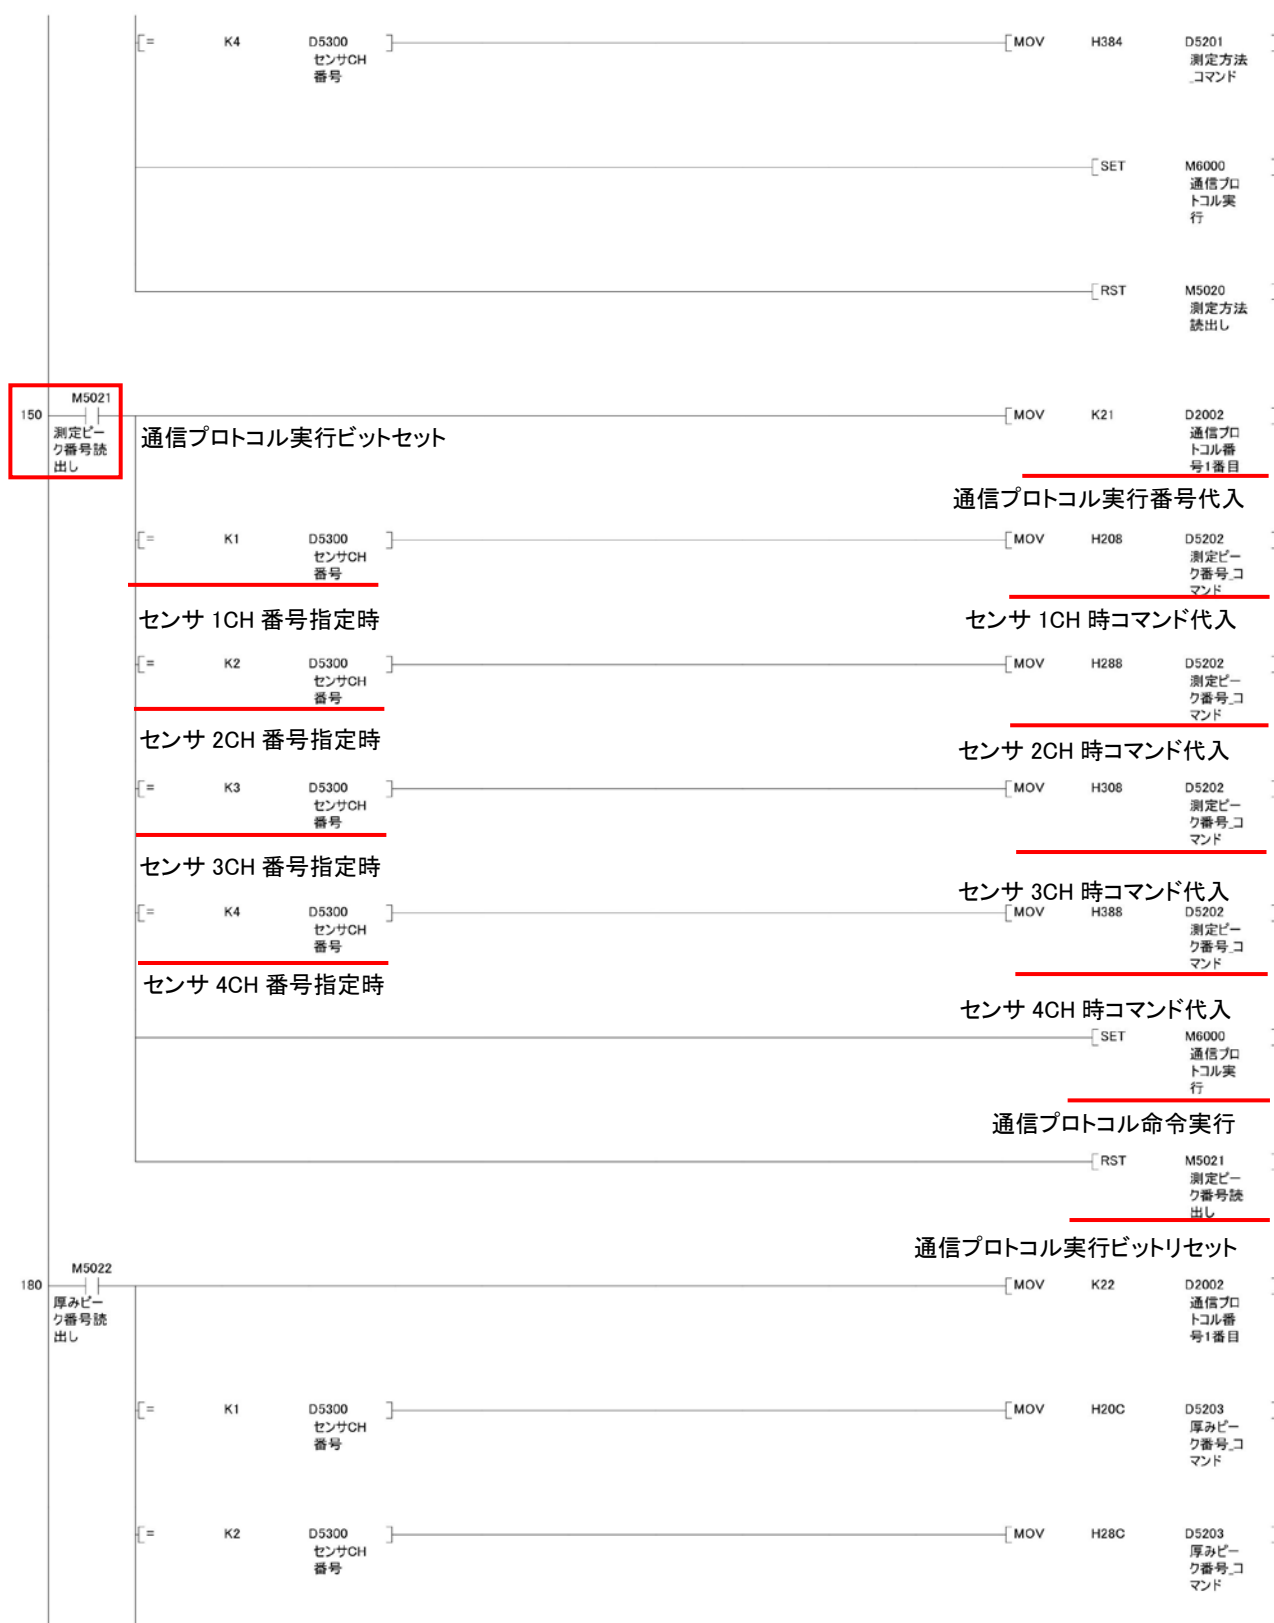 = K4 D5300 MOV H384 D5201
センサCH 測定方法
番号 _コマンド
SET M6000
通信プロ
トコル実
行
RST M5020
測定方法
読出し
M5021
150 MOV K21 D2002
測定ピー 通信プロトコル実行ビットセット 通信プロ
ク番号読 トコル番
出し 号1番目
通信プロトコル実行番号代入
= K1 D5300 MOV H208 D5202
センサCH 測定ピー
番号 ク番号_コ
マンド
センサ 1CH 番号指定時 センサ 1CH 時コマンド代入
= K2 D5300 MOV H288 D5202
センサCH 測定ピー
番号 ク番号_コ
マンド
センサ 2CH 番号指定時 センサ 2CH 時コマンド代入
= K3 D5300 MOV H308 D5202
センサCH 測定ピー
番号 ク番号_コ
マンド
センサ 3CH 番号指定時 センサ 3CH 時コマンド代入
= K4 D5300 MOV H388 D5202
センサCH 測定ピー
番号 ク番号_コ
マンド
センサ 4CH 番号指定時 センサ 4CH 時コマンド代入
SET M6000
通信プロ
トコル実
行
通信プロトコル命令実行
RST M5021
測定ピー
ク番号読
出し
通信プロトコル実行ビットリセット
M5022
180 MOV K22 D2002
厚みピー 通信プロ
ク番号読 トコル番
出し 号1番目
= K1 D5300 MOV H20C D5203
センサCH 厚みピー
番号 ク番号_コ
マンド
= K2 D5300 MOV H28C D5203
センサCH 厚みピー
番号 ク番号_コ
マンド